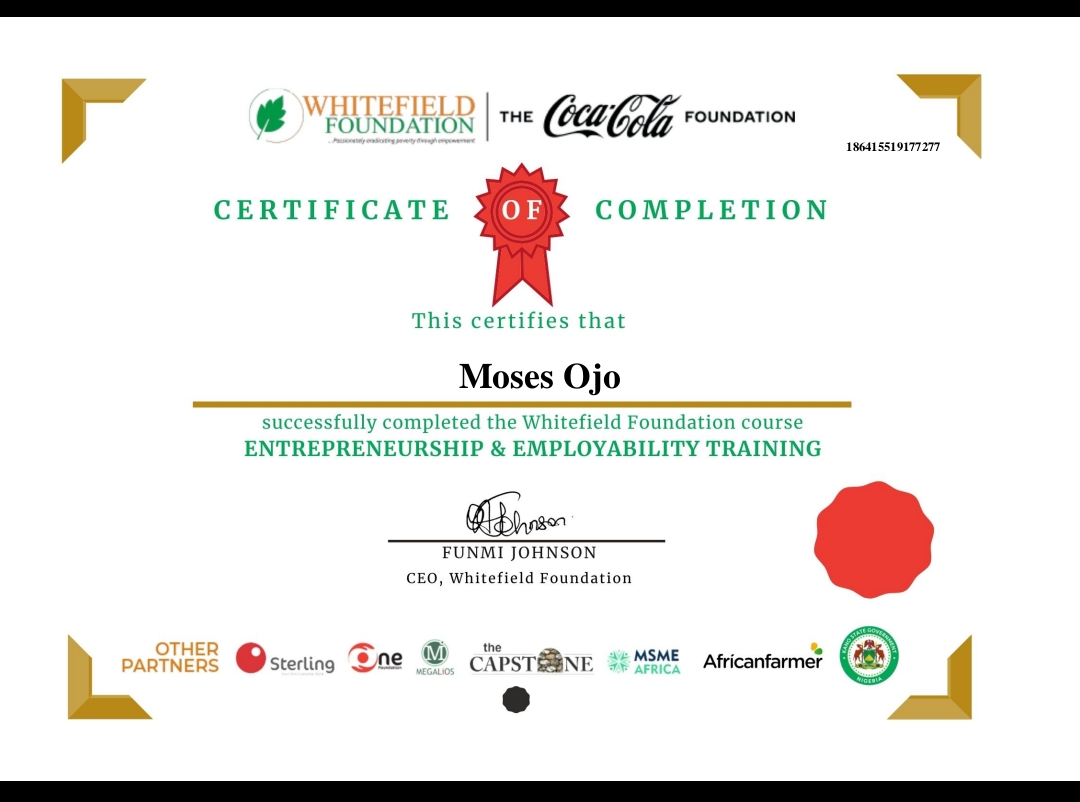 WHITEFIELD
FOUNDATION
...Passionately eradicating poverty through empowerment
THE Coca-Cola FOUNDATION
186415519177277
CERTIFICATE OF COMPLETION
This certifies that
Moses Ojo
successfully completed the Whitefield Foundation course
ENTREPRENEURSHIP & EMPLOYABILITY TRAINING
FUNMI JOHNSON
CEO, Whitefield Foundation
OTHER
PARTNERS
Sterling
One
Foundation
M
MEGALIOS
the
CAPSTONE
MSME
AFRICA
Africanfarmer
KANO STATE GOVERNMENT
NIGERIA